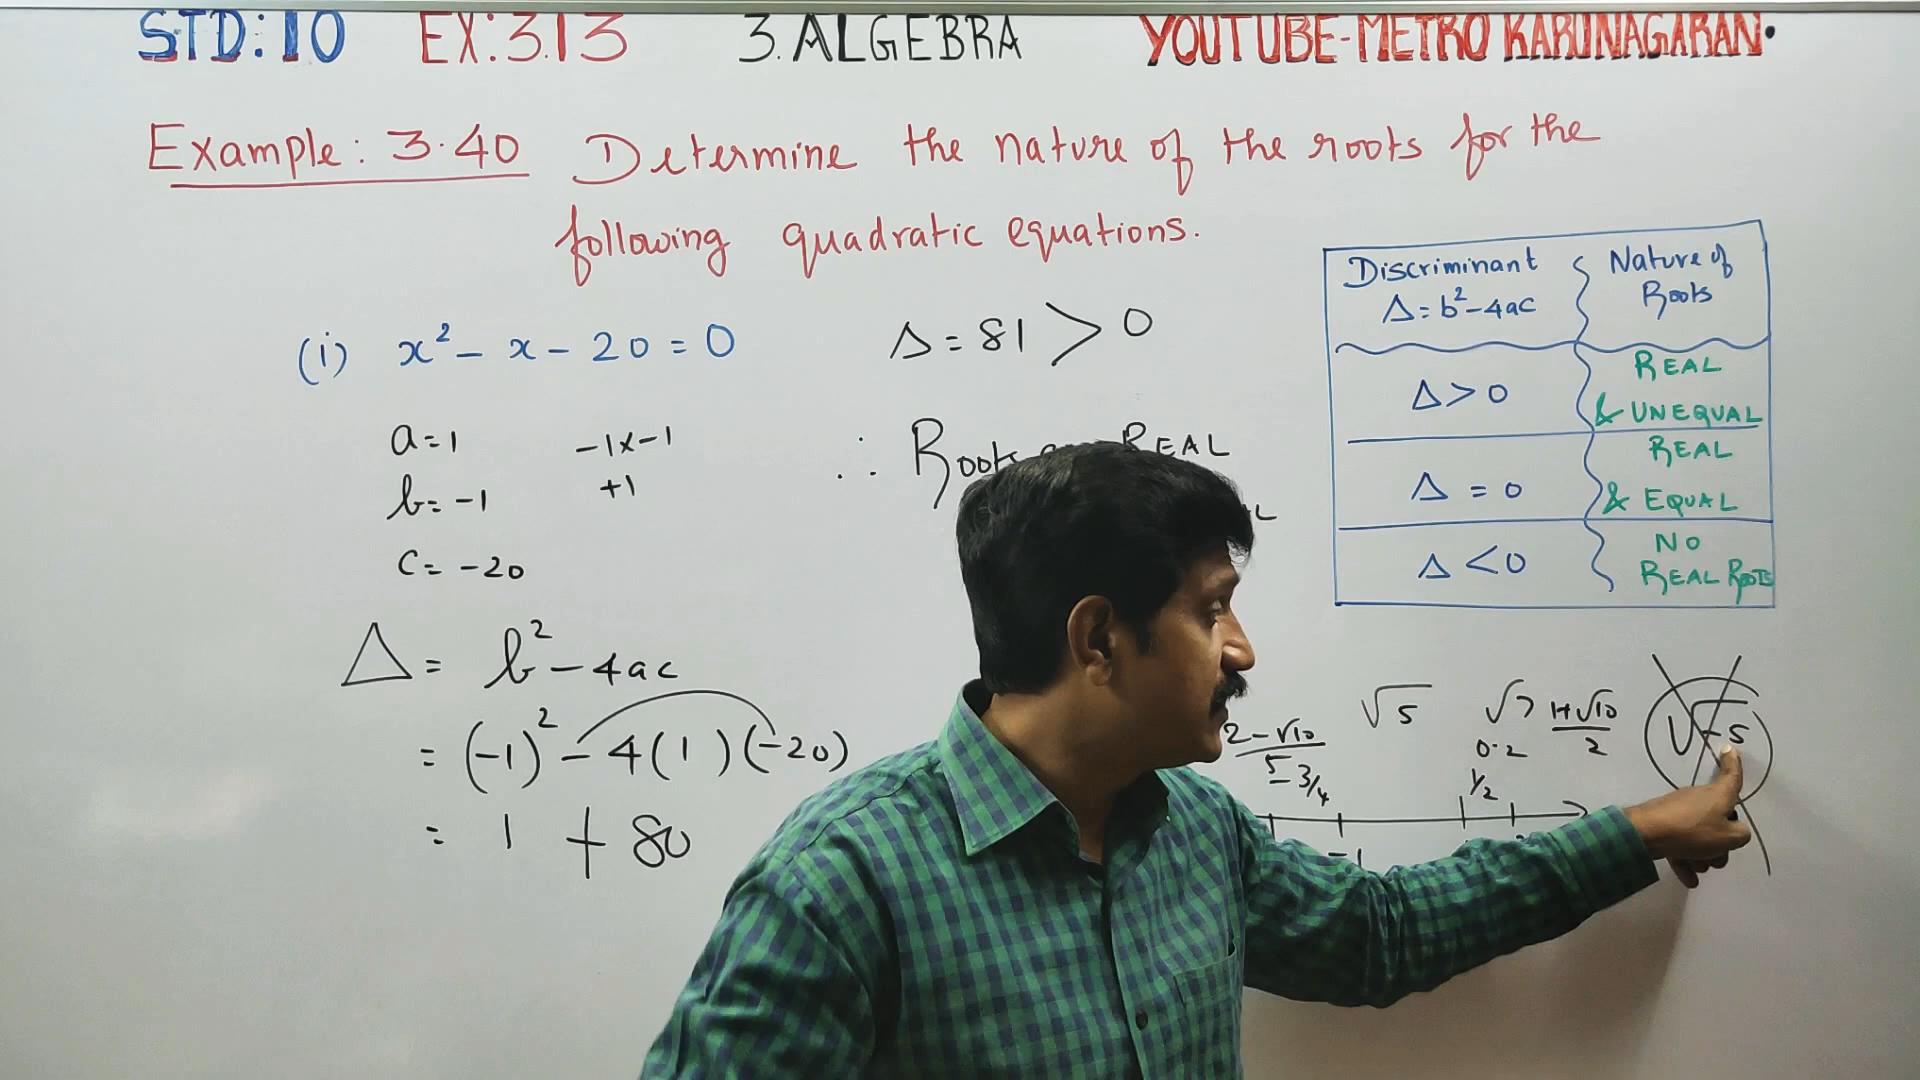 STD: 10 EX: 3.13 3. ALGEBRA YOUTUBE-METRO KARUNAGARAN.
Example: 3.40 Determine the nature of the roots for the
following quadratic equations.
(i) x² - x - 20 = 0
a = 1 -1x-1
b = -1 +1
c = -20
Δ = b² - 4ac
= (-1)² - 4(1)(-20)
= 1 + 80
Δ = 81 > 0
∴ Roots REAL
Discriminant Nature of
Δ = b² - 4ac Roots
Δ > 0 REAL
& UNEQUAL
Δ = 0 REAL
& EQUAL
Δ < 0 NO
REAL ROOTS
2-√10/5 √5 √7 1+√10/2 √-5
-3/4 0.2
1/2
-1